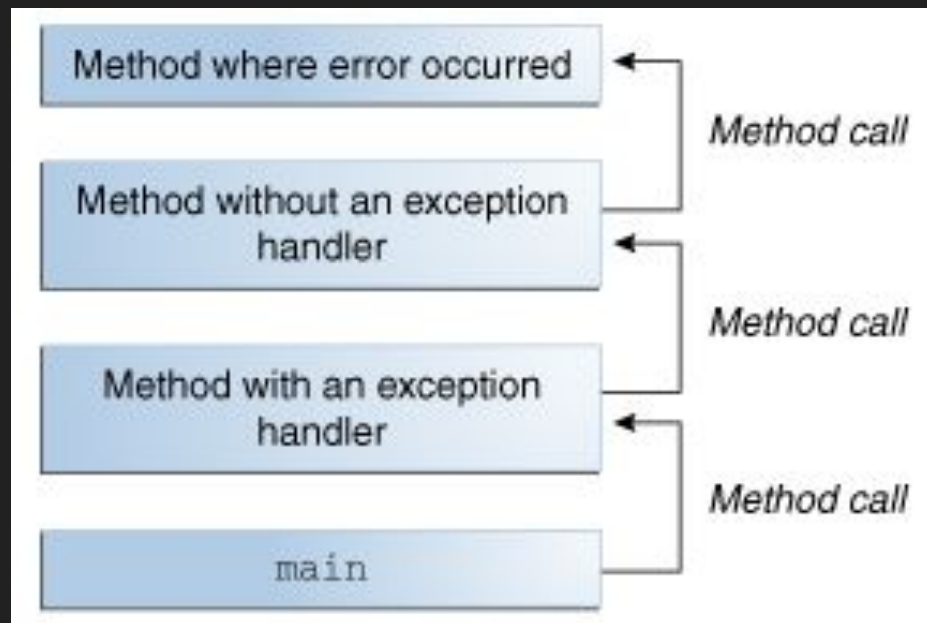 Method where error occurred
Method call
Method without an exception
handler
Method call
Method with an exception
handler
Method call
main